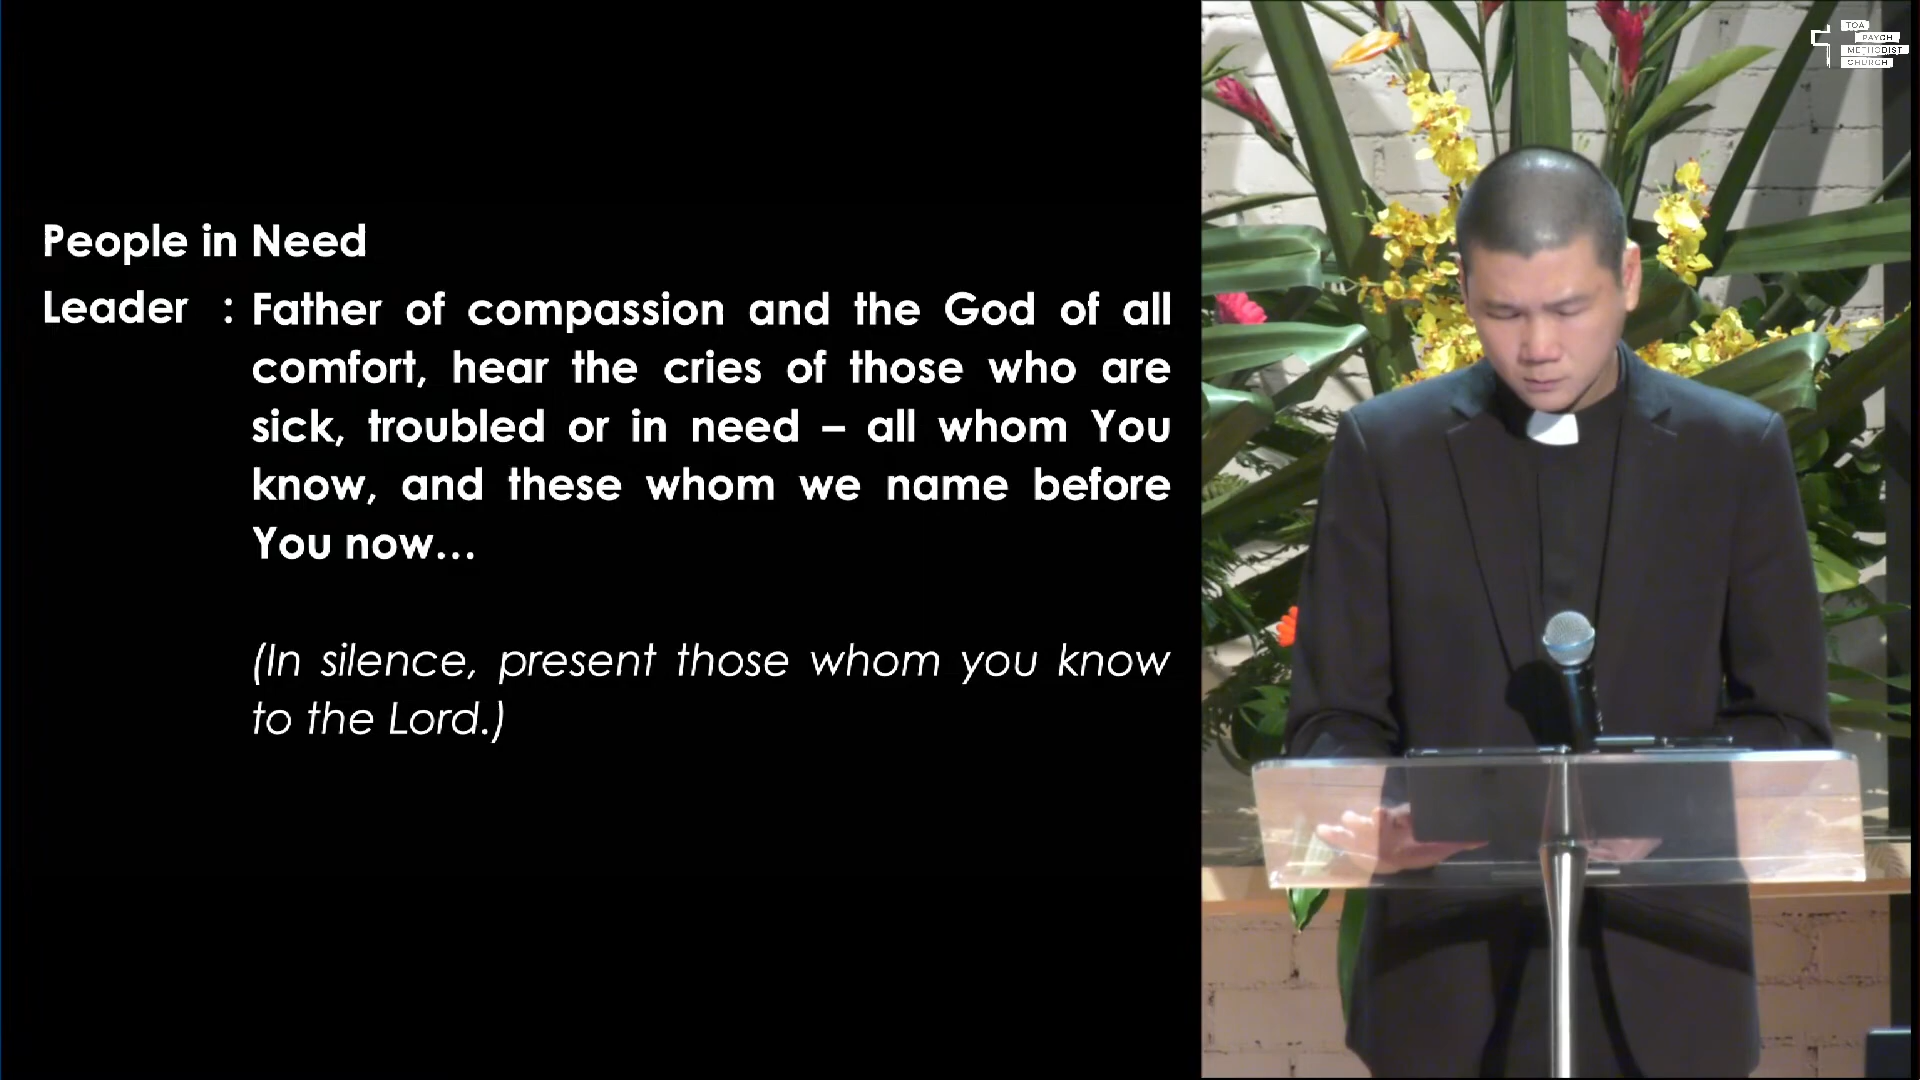 People in Need
Leader : Father of compassion and the God of all
comfort, hear the cries of those who are
sick, troubled or in need – all whom You
know, and these whom we name before
You now…
(In silence, present those whom you know
to the Lord.)
TOA
PAYOH
METHODIST
CHURCH